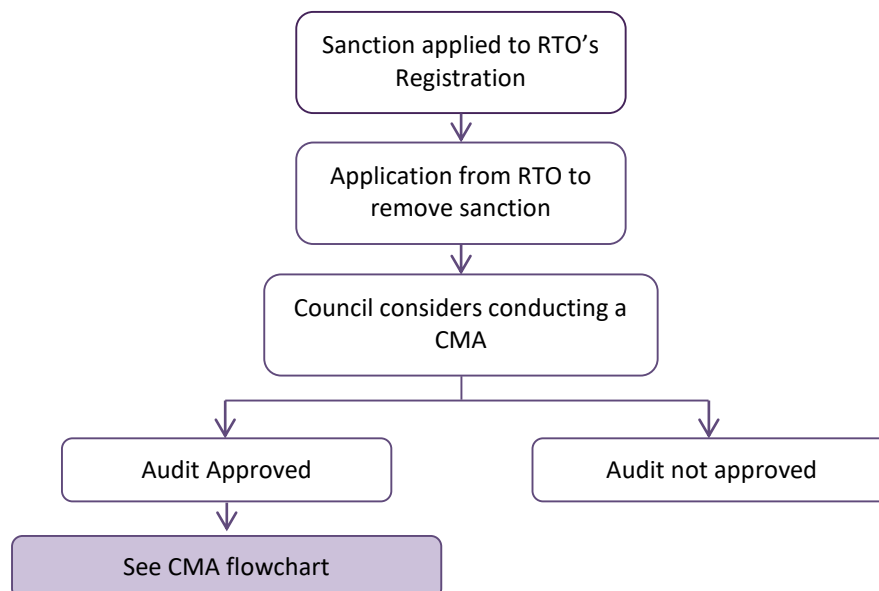 Sanction applied to RTO’s
Registration
Application from RTO to
remove sanction
Council considers conducting a
CMA
Audit Approved
Audit not approved
See CMA flowchart